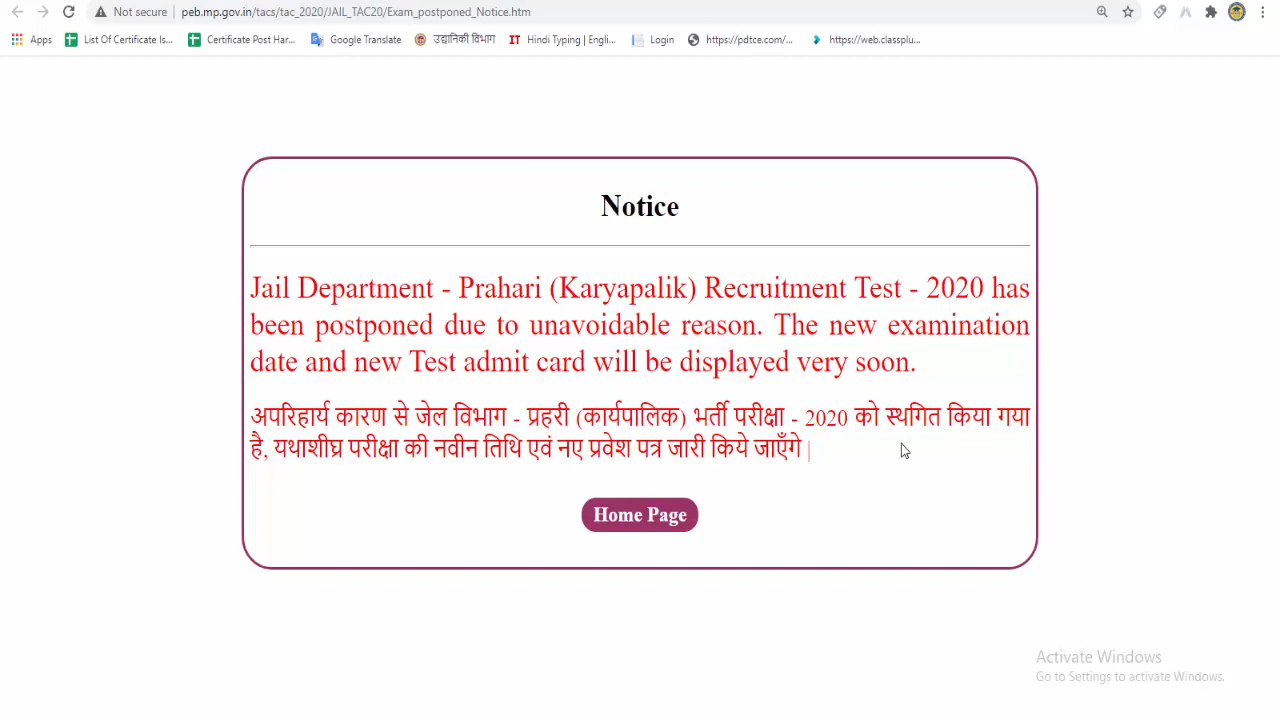 Not secure | peb.mp.gov.in/tacs/tac_2020/JAIL_TAC20/Exam_postponed_Notice.htm
Apps List Of Certificate Is... Certificate Post Har... Google Translate उद्यानिकी विभाग IT Hindi Typing | Engli... Login https://pdtce.com/... https://web.classplu...
Notice
Jail Department - Prahari (Karyapalik) Recruitment Test - 2020 has
been postponed due to unavoidable reason. The new examination
date and new Test admit card will be displayed very soon.
अपरिहार्य कारण से जेल विभाग - प्रहरी (कार्यपालिक) भर्ती परीक्षा - 2020 को स्थगित किया गया
है, यथाशीघ्र परीक्षा की नवीन तिथि एवं नए प्रवेश पत्र जारी किये जाएँगे |
Home Page
Activate Windows
Go to Settings to activate Windows.